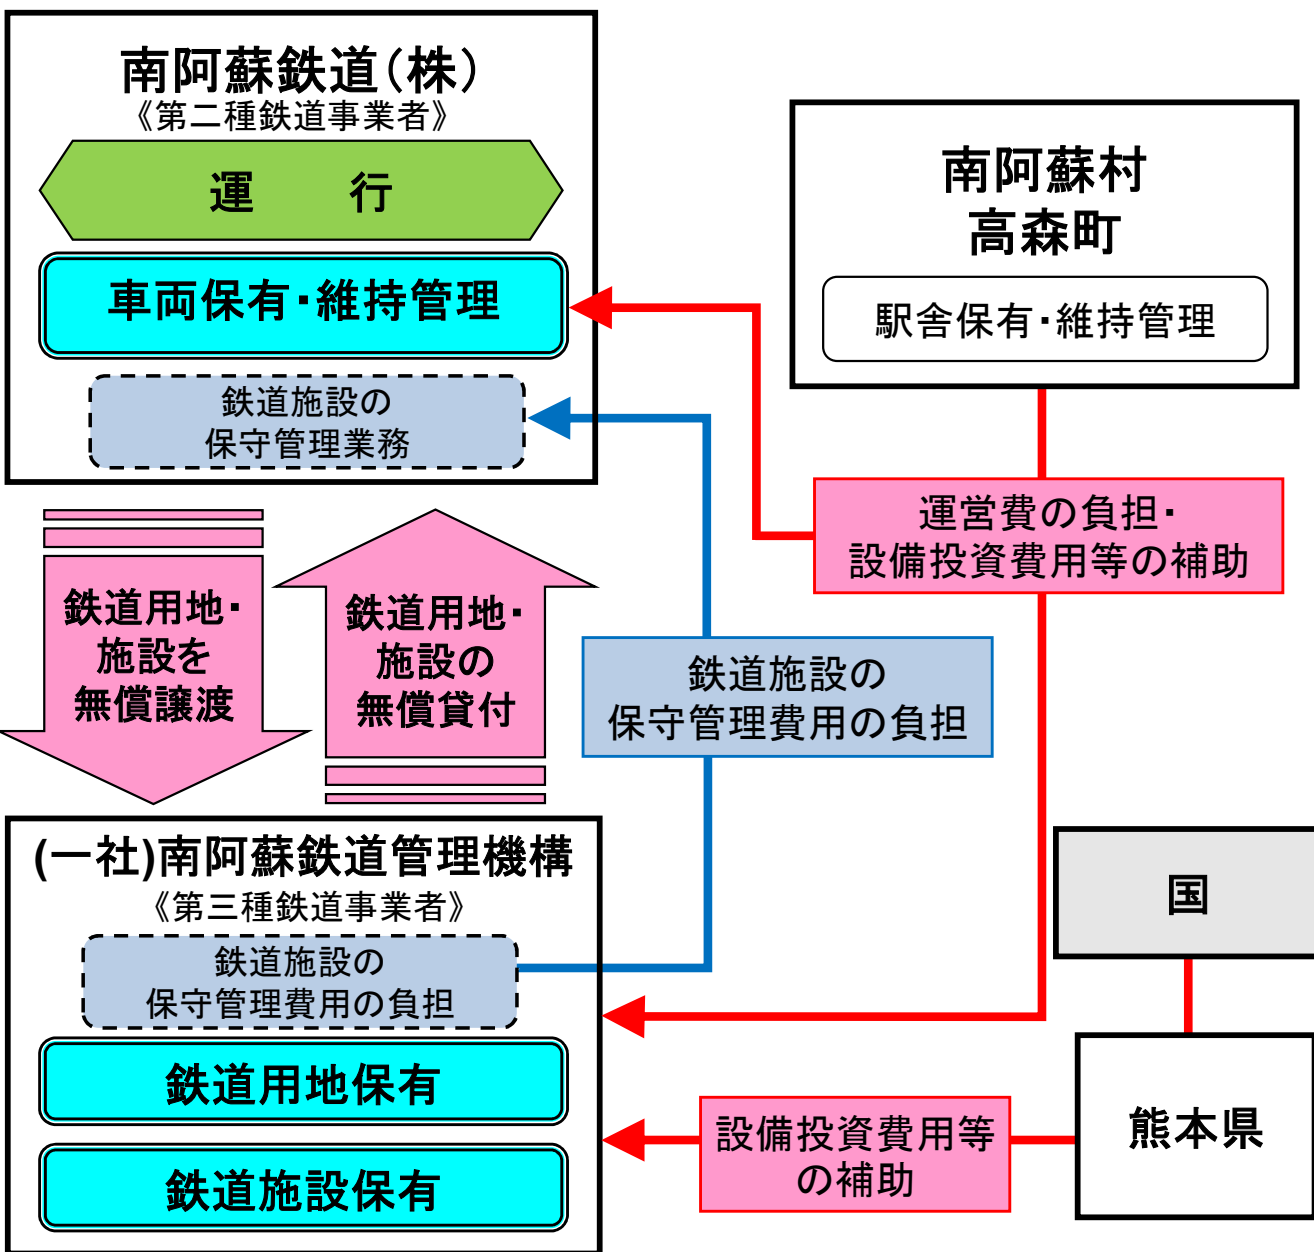 南阿蘇鉄道(株)
《第二種鉄道事業者》
運　行
車両保有・維持管理
鉄道施設の
保守管理業務
南阿蘇村
高森町
駅舎保有・維持管理
運営費の負担・
設備投資費用等の補助
鉄道用地・
施設を
無償譲渡
鉄道用地・
施設の
無償貸付
鉄道施設の
保守管理費用の負担
(一社)南阿蘇鉄道管理機構
《第三種鉄道事業者》
鉄道施設の
保守管理費用の負担
鉄道用地保有
鉄道施設保有
国
熊本県
設備投資費用等
の補助